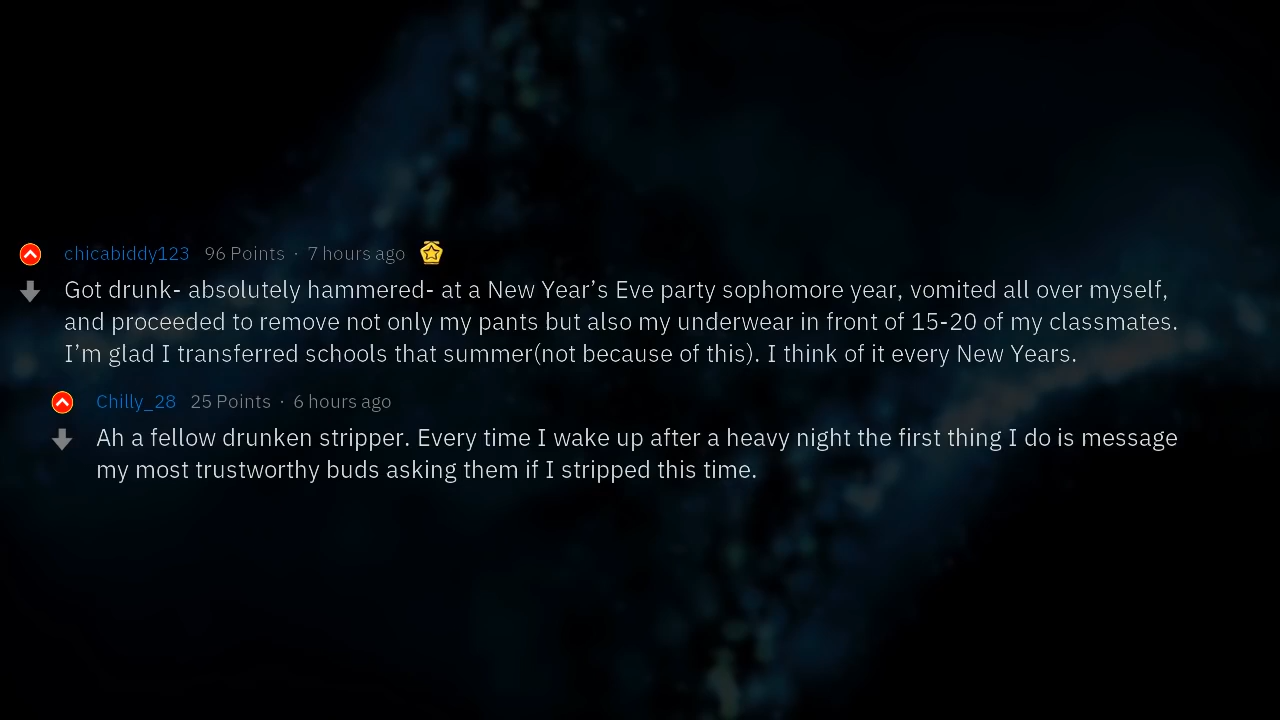 chicabiddy123 96 Points · 7 hours ago
Got drunk- absolutely hammered- at a New Year’s Eve party sophomore year, vomited all over myself,
and proceeded to remove not only my pants but also my underwear in front of 15-20 of my classmates.
I’m glad I transferred schools that summer(not because of this). I think of it every New Years.
Chilly_28 25 Points · 6 hours ago
Ah a fellow drunken stripper. Every time I wake up after a heavy night the first thing I do is message
my most trustworthy buds asking them if I stripped this time.